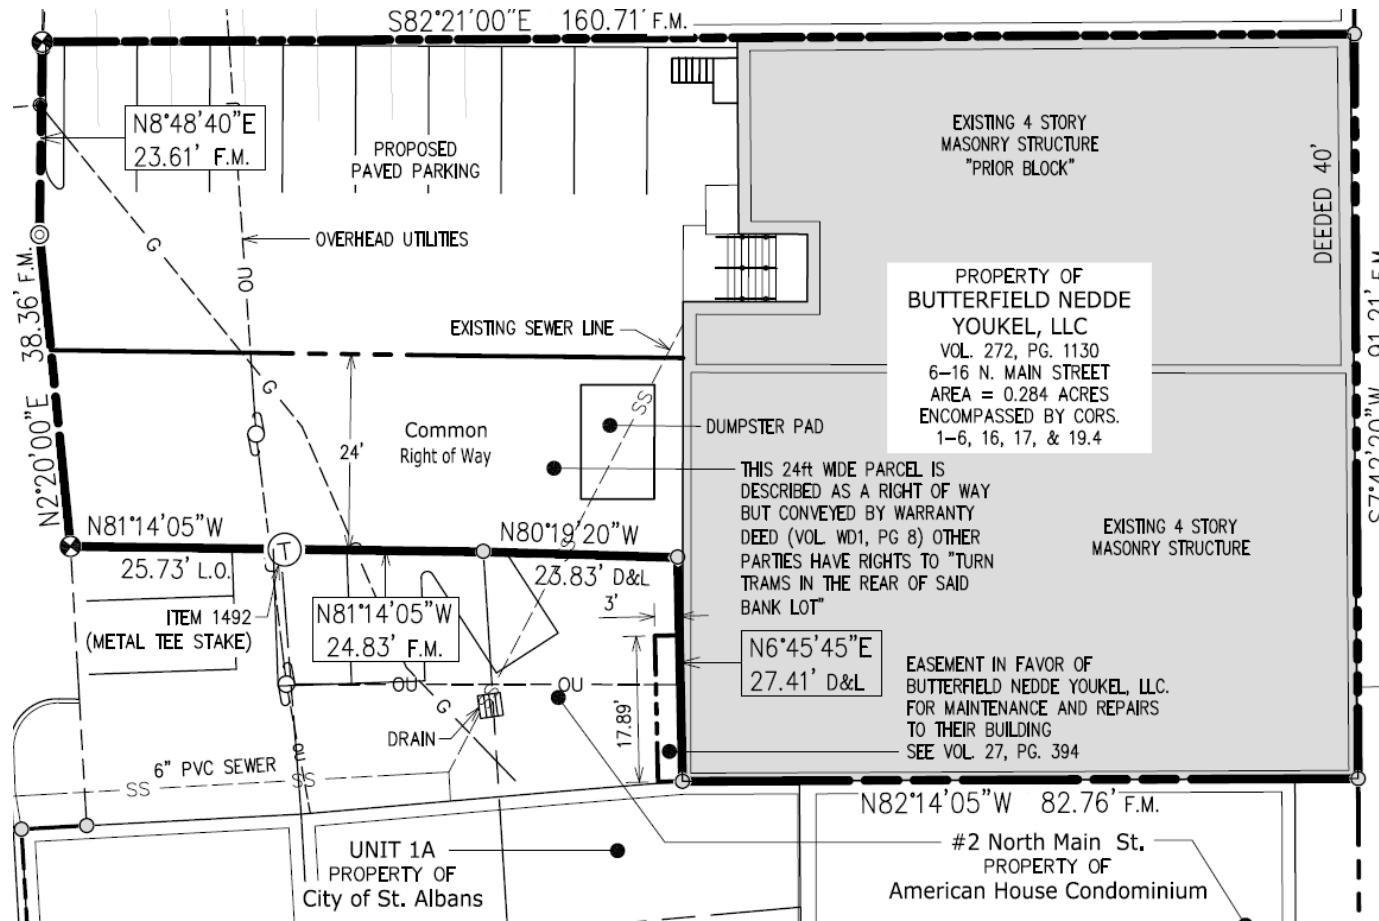 S82°21'00"E 160.71' F.M.
N8°48'40"E
23.61' F.M.
PROPOSED
PAVED PARKING
EXISTING 4 STORY
MASONRY STRUCTURE
"PRIOR BLOCK"
DEEDED 40'
G
OVERHEAD UTILITIES
OU
38.36' F.M.
N2°20'00"E
EXISTING SEWER LINE
PROPERTY OF
BUTTERFIELD NEDDE
YOUKEL, LLC
VOL. 272, PG. 1130
6-16 N. MAIN STREET
AREA = 0.284 ACRES
ENCOMPASSED BY CORS.
1-6, 16, 17, & 19.4
91.21' F.M.
S7°42'20"W
G
SS
24'
Common
Right of Way
DUMPSTER PAD
THIS 24ft WIDE PARCEL IS
DESCRIBED AS A RIGHT OF WAY
BUT CONVEYED BY WARRANTY
DEED (VOL. WD1, PG 8) OTHER
PARTIES HAVE RIGHTS TO "TURN
TRAMS IN THE REAR OF SAID
BANK LOT"
EXISTING 4 STORY
MASONRY STRUCTURE
N81°14'05"W
25.73' L.O.
T
N80°19'20"W
23.83' D&L
SS
ITEM 1492
(METAL TEE STAKE)
N81°14'05"W
24.83' F.M.
3'
17.89'
N6°45'45"E
27.41' D&L
EASEMENT IN FAVOR OF
BUTTERFIELD NEDDE YOUKEL, LLC.
FOR MAINTENANCE AND REPAIRS
TO THEIR BUILDING
SEE VOL. 27, PG. 394
OU
OU
G
DRAIN
6" PVC SEWER
SS
SS
N82°14'05"W 82.76' F.M.
UNIT 1A
PROPERTY OF
City of St. Albans
#2 North Main St.
PROPERTY OF
American House Condominium